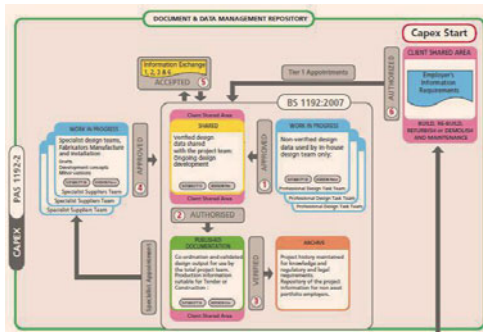 DOCUMENT & DATA MANAGEMENT REPOSITORY
Capex Start
CLIENT SHARED AREA
Employer's
Information
Requirements
BUILD, RE-BUILD,
REFURBISH or DEMOLISH
AND MAINTENANCE
AUTHORIZED
6
Tier 1 Appointments
Information Exchange
1, 2, 3 & 6
ACCEPTED
5
BS 1192:2007
Client Shared Area
SHARED
Verified design
data shared
with the project team:
Ongoing design
development
Client Shared Area
WORK IN PROGRESS
Specialist design teams,
Fabricators Manufacture
and installation
Development concepts
Specialist Suppliers Team
Specialist Suppliers Team
Specialist Suppliers Team
APPROVED
4
APPROVED
1
WORK IN PROGRESS
Non-verified design
data used by in-house
design team only:
Professional Design Task Team
Professional Design Task Team
Professional Design Task Team
2
AUTHORISED
PUBLISHED
DOCUMENTATION
Co-ordination and validated
design output for use by
the total project team.
Production information
suitable for Tender or
Construction :
Client Shared Area
VERIFIED
3
ARCHIVE
Project history maintained
for knowledge and
regulatory and legal
requirements.
Repository of the project
information for non asset
portfolio employers.
Specialist Appointment
CAPEX
PAS 1192-2